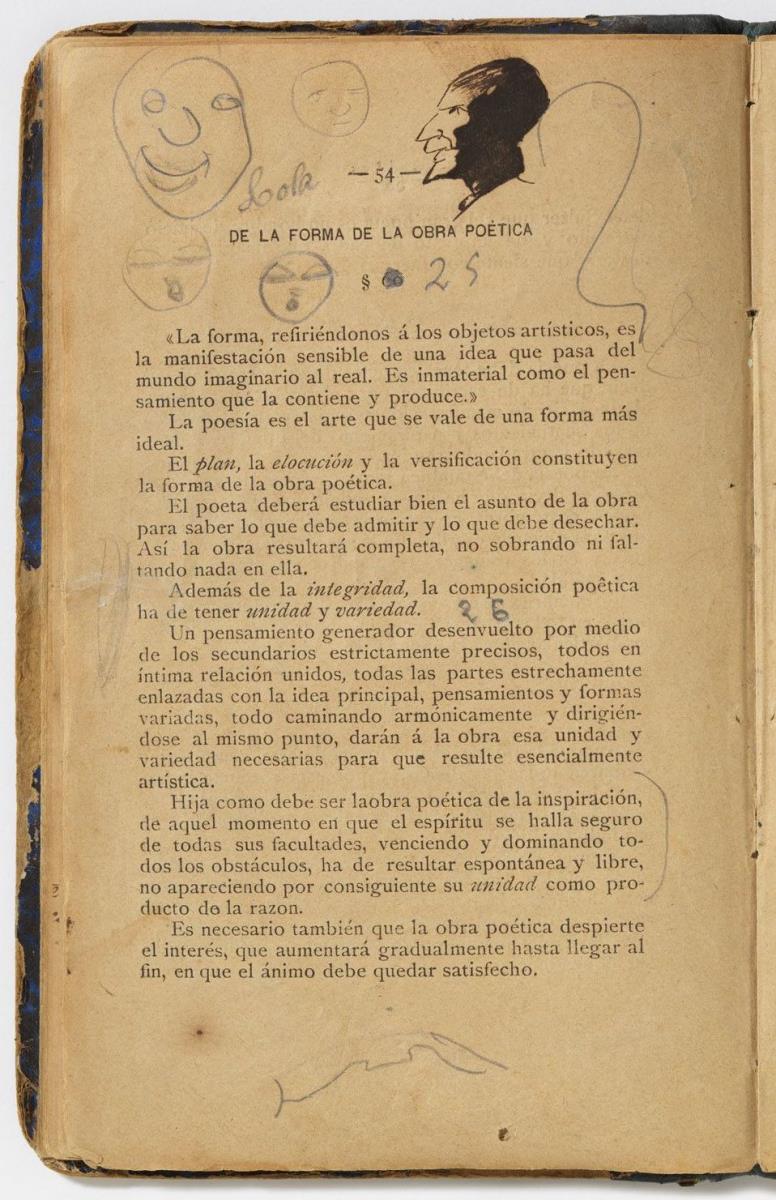 — 54 —
Lola
DE LA FORMA DE LA OBRA POÉTICA
§ 25
«La forma, refiriéndonos á los objetos artísticos, es
la manifestación sensible de una idea que pasa del
mundo imaginario al real. Es inmaterial como el pen-
samiento que la contiene y produce.»
La poesía es el arte que se vale de una forma más
ideal.
El plan, la elocución y la versificación constituyen
la forma de la obra poética.
El poeta deberá estudiar bien el asunto de la obra
para saber lo que debe admitir y lo que debe desechar.
Así la obra resultará completa, no sobrando ni fal-
tando nada en ella.
Además de la integridad, la composición poêtica
ha de tener unidad y variedad. 26
Un pensamiento generador desenvuelto por medio
de los secundarios estrictamente precisos, todos en
íntima relación unidos, todas las partes estrechamente
enlazadas con la idea principal, pensamientos y formas
variadas, todo caminando armónicamente y dirigién-
dose al mismo punto, darán á la obra esa unidad y
variedad necesarias para que resulte esencialmente
artística.
Hija como debe ser laobra poética de la inspiración,
de aquel momento en que el espíritu se halla seguro
de todas sus facultades, venciendo y dominando to-
dos los obstáculos, ha de resultar espontánea y libre,
no apareciendo por consiguiente su unidad como pro-
ducto de la razon.
Es necesario también que la obra poética despierte
el interés, que aumentará gradualmente hasta llegar al
fin, en que el ánimo debe quedar satisfecho.